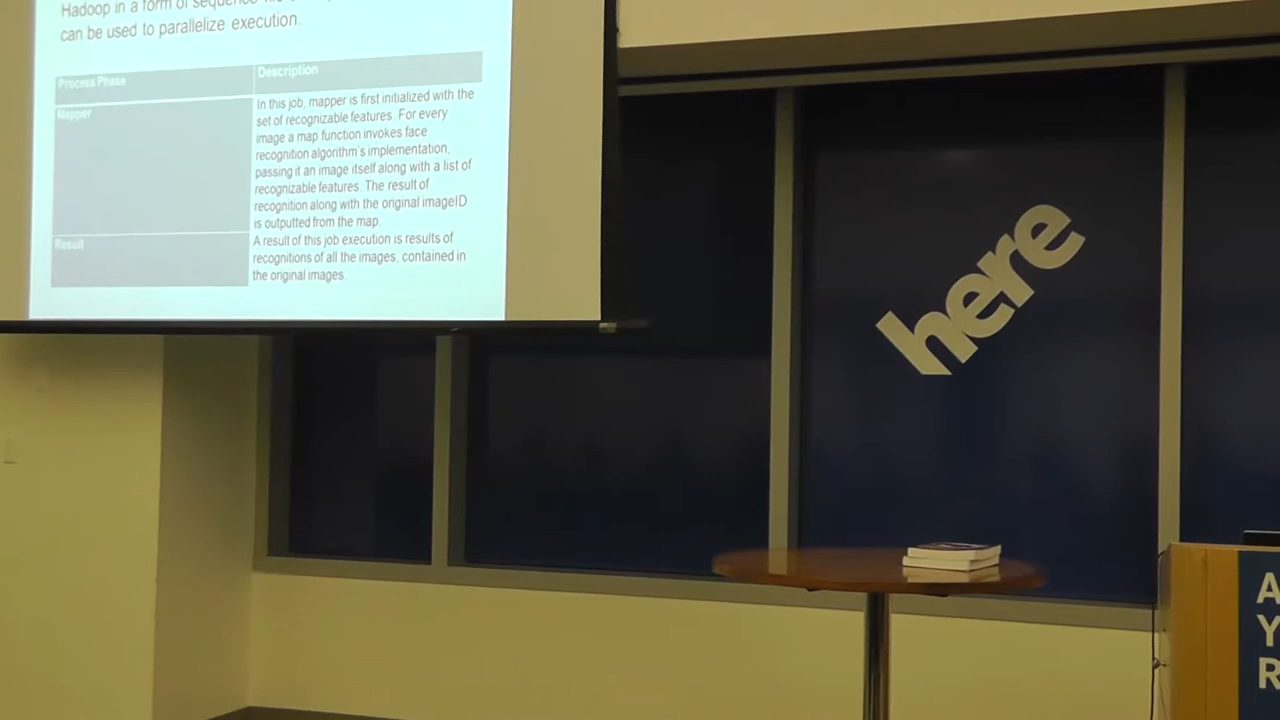 Hadoop in a form of sequence file
can be used to parallelize execution.
Process Phase
Description
Mapper
In this job, mapper is first initialized with the
set of recognizable features. For every
image a map function invokes face
recognition algorithm's implementation,
passing it an image itself along with a list of
recognizable features. The result of
recognition along with the original imageID
is outputted from the map.
Result
A result of this job execution is results of
recognitions of all the images, contained in
the original images.
here
A
Y
R